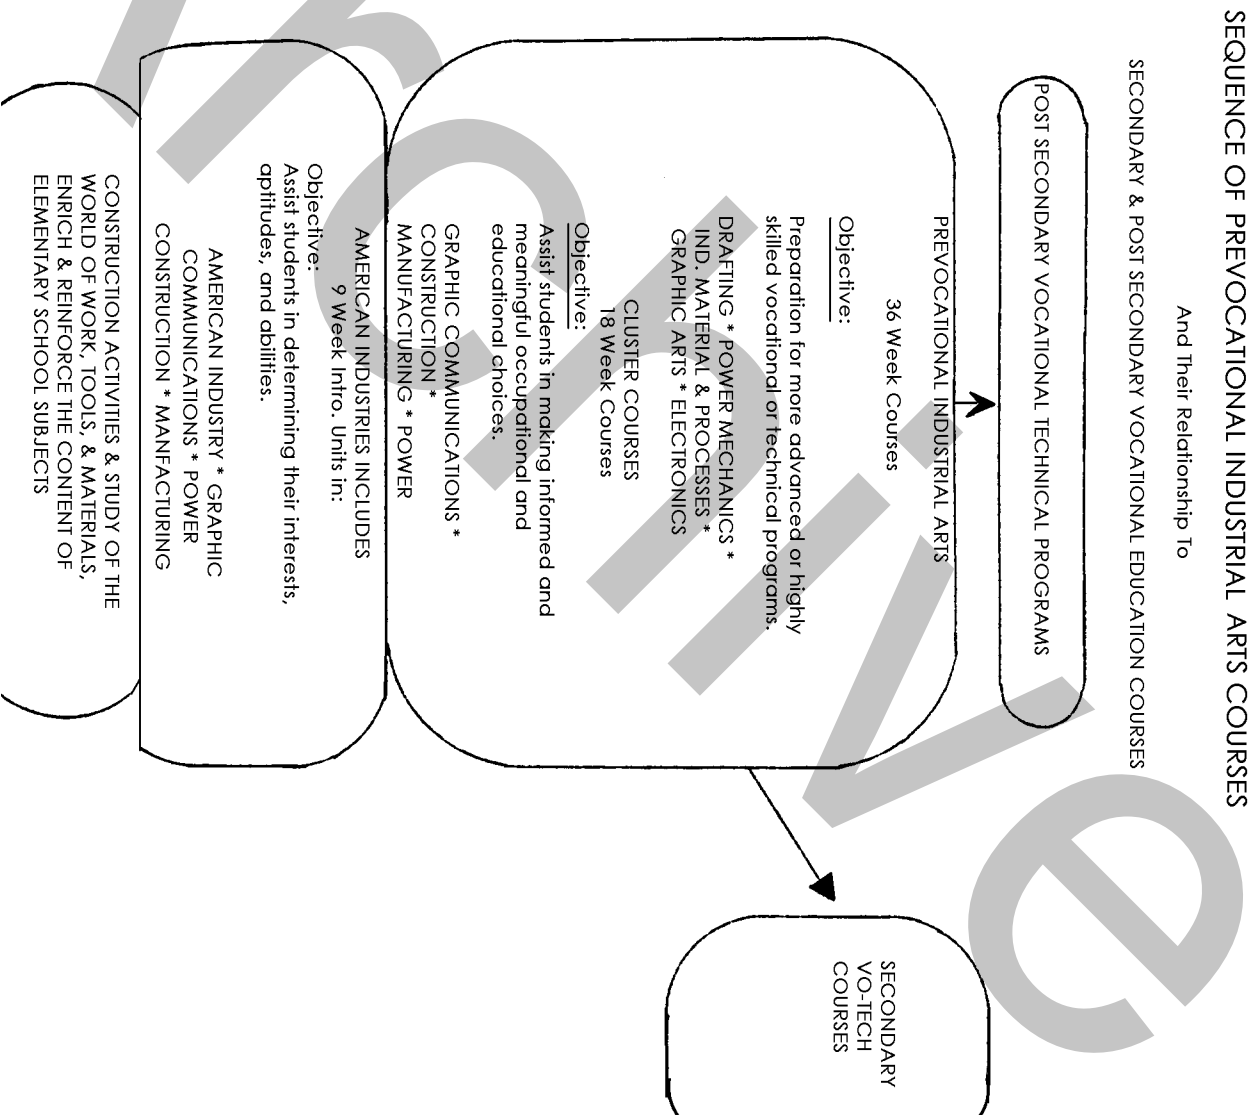 SEQUENCE OF PREVOCATIONAL INDUSTRIAL ARTS COURSES
And Their Relationship To
SECONDARY & POST SECONDARY VOCATIONAL EDUCATION COURSES
POST SECONDARY VOCATIONAL TECHNICAL PROGRAMS
PREVOCATIONAL INDUSTRIAL ARTS
36 Week Courses
Objective:
Preparation for more advanced or highly
skilled vocational or technical programs.
DRAFTING * POWER MECHANICS *
IND. MATERIAL & PROCESSES *
GRAPHIC ARTS * ELECTRONICS
CLUSTER COURSES
18 Week Courses
Objective:
Assist students in making informed and
meaningful occupational and
educational choices.
GRAPHIC COMMUNICATIONS *
CONSTRUCTION *
MANUFACTURING * POWER
AMERICAN INDUSTRIES INCLUDES
9 Week Intro. Units in:
Objective:
Assist students in determining their interests,
aptitudes, and abilities.
AMERICAN INDUSTRY * GRAPHIC
COMMUNICATIONS * POWER
CONSTRUCTION * MANFACTURING
CONSTRUCTION ACTIVITIES & STUDY OF THE
WORLD OF WORK, TOOLS, & MATERIALS,
ENRICH & REINFORCE THE CONTENT OF
ELEMENTARY SCHOOL SUBJECTS
SECONDARY
VO-TECH
COURSES
rchive